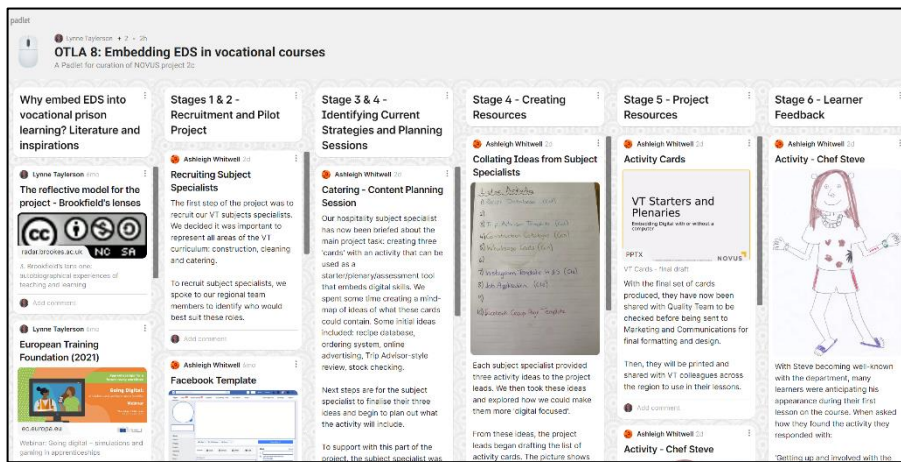 padlet
Lynne Taylerson + 2 • 2h
OTLA 8: Embedding EDS in vocational courses
A Padlet for curation of NOVUS project 2c
Why embed EDS into
vocational prison
learning? Literature and
inspirations
Lynne Taylerson 6mo
The reflective model for the
project - Brookfield's lenses
cc
NC SA
radar.brookes.ac.uk
3. Brookfield's lens one:
autobiographical experiences of
teaching and learning
Add comment
Lynne Taylerson 6mo
European Training
Foundation (2021)
Going Digital
Webinar
ec.europa.eu
Webinar: Going digital – simulations and
gaming in apprenticeships
Stages 1 & 2 -
Recruitment and Pilot
Project
Ashleigh Whitwell 2d
Recruiting Subject
Specialists
The first step of the project was to
recruit our VT subjects specialists.
We decided it was important to
represent all areas of the VT
curriculum: construction, cleaning
and catering.
To recruit subject specialists, we
spoke to our regional team
members to identify who would
best suit these roles.
Add comment
Ashleigh Whitwell 6mo
Facebook Template
Stage 3 & 4 -
Identifying Current
Strategies and Planning
Sessions
Ashleigh Whitwell 2d
Catering - Content Planning
Session
Our hospitality subject specialist
has now been briefed about the
main project task: creating three
'cards' with an activity that can be
used as a
starter/plenary/assessment tool
that embeds digital skills. We
spent some time creating a mind-
map of ideas of what these cards
could contain. Some initial ideas
included: recipe database,
ordering system, online
advertising, Trip Advisor-style
review, stock checking.
Next steps are for the subject
specialist to finalise their three
ideas and begin to plan out what
the activity will include.
To support with this part of the
project, the subject specialist was
Stage 4 - Creating
Resources
Ashleigh Whitwell 2d
Collating Ideas from Subject
Specialists
Each subject specialist provided
three activity ideas to the project
leads. We then took these ideas
and explored how we could make
them more 'digital focused'.
From these ideas, the project
leads began drafting the list of
activity cards. The picture shows
Stage 5 - Project
Resources
Ashleigh Whitwell 2d
Activity Cards
VT Starters and
Plenaries
Embedding Digital with or without a
computer
PPTX
NOVUS
VT Cards - final draft
With the final set of cards
produced, they have now been
shared with Quality Team to
be checked before being sent to
Marketing and Communications for
final formatting and design.
Then, they will be printed and
shared with VT colleagues across
the region to use in their lessons.
Add comment
Ashleigh Whitwell 2d
Activity - Chef Steve
Stage 6 - Learner
Feedback
Ashleigh Whitwell 2d
Activity - Chef Steve
With Steve becoming well-known
with the department, many
learners were anticipating his
appearance during their first
lesson on the course. When asked
how they found the activity they
responded with:
'Getting up and involved with the